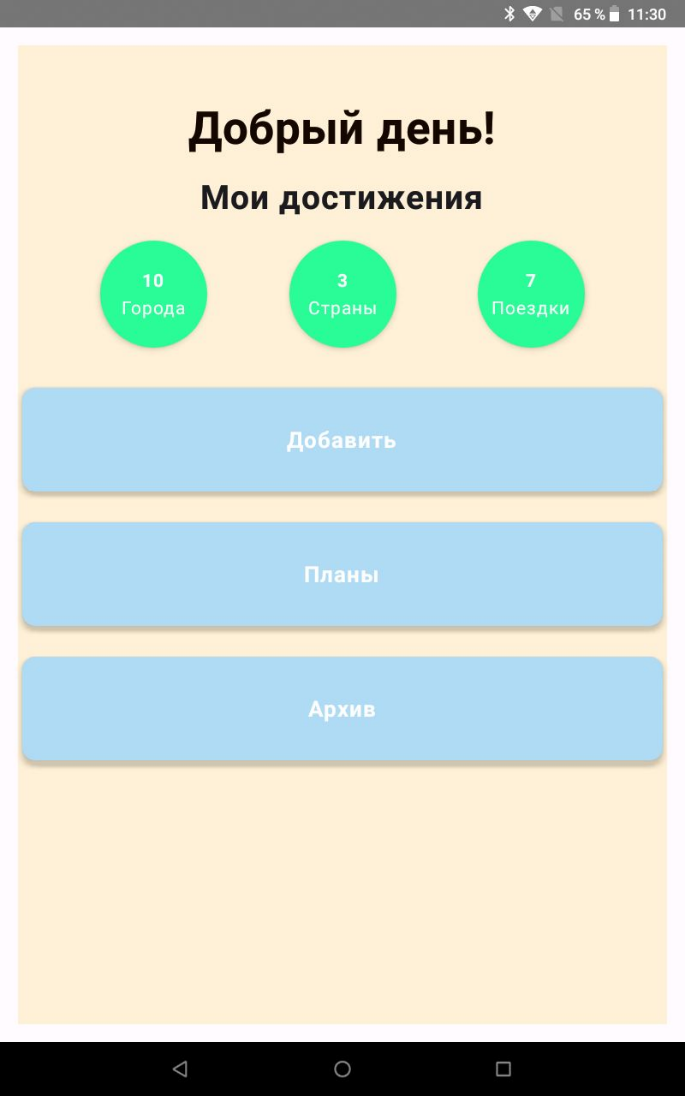 65 % 11:30
Добрый день!
Мои достижения
10 3 7
Города Страны Поездки
Добавить
Планы
Архив